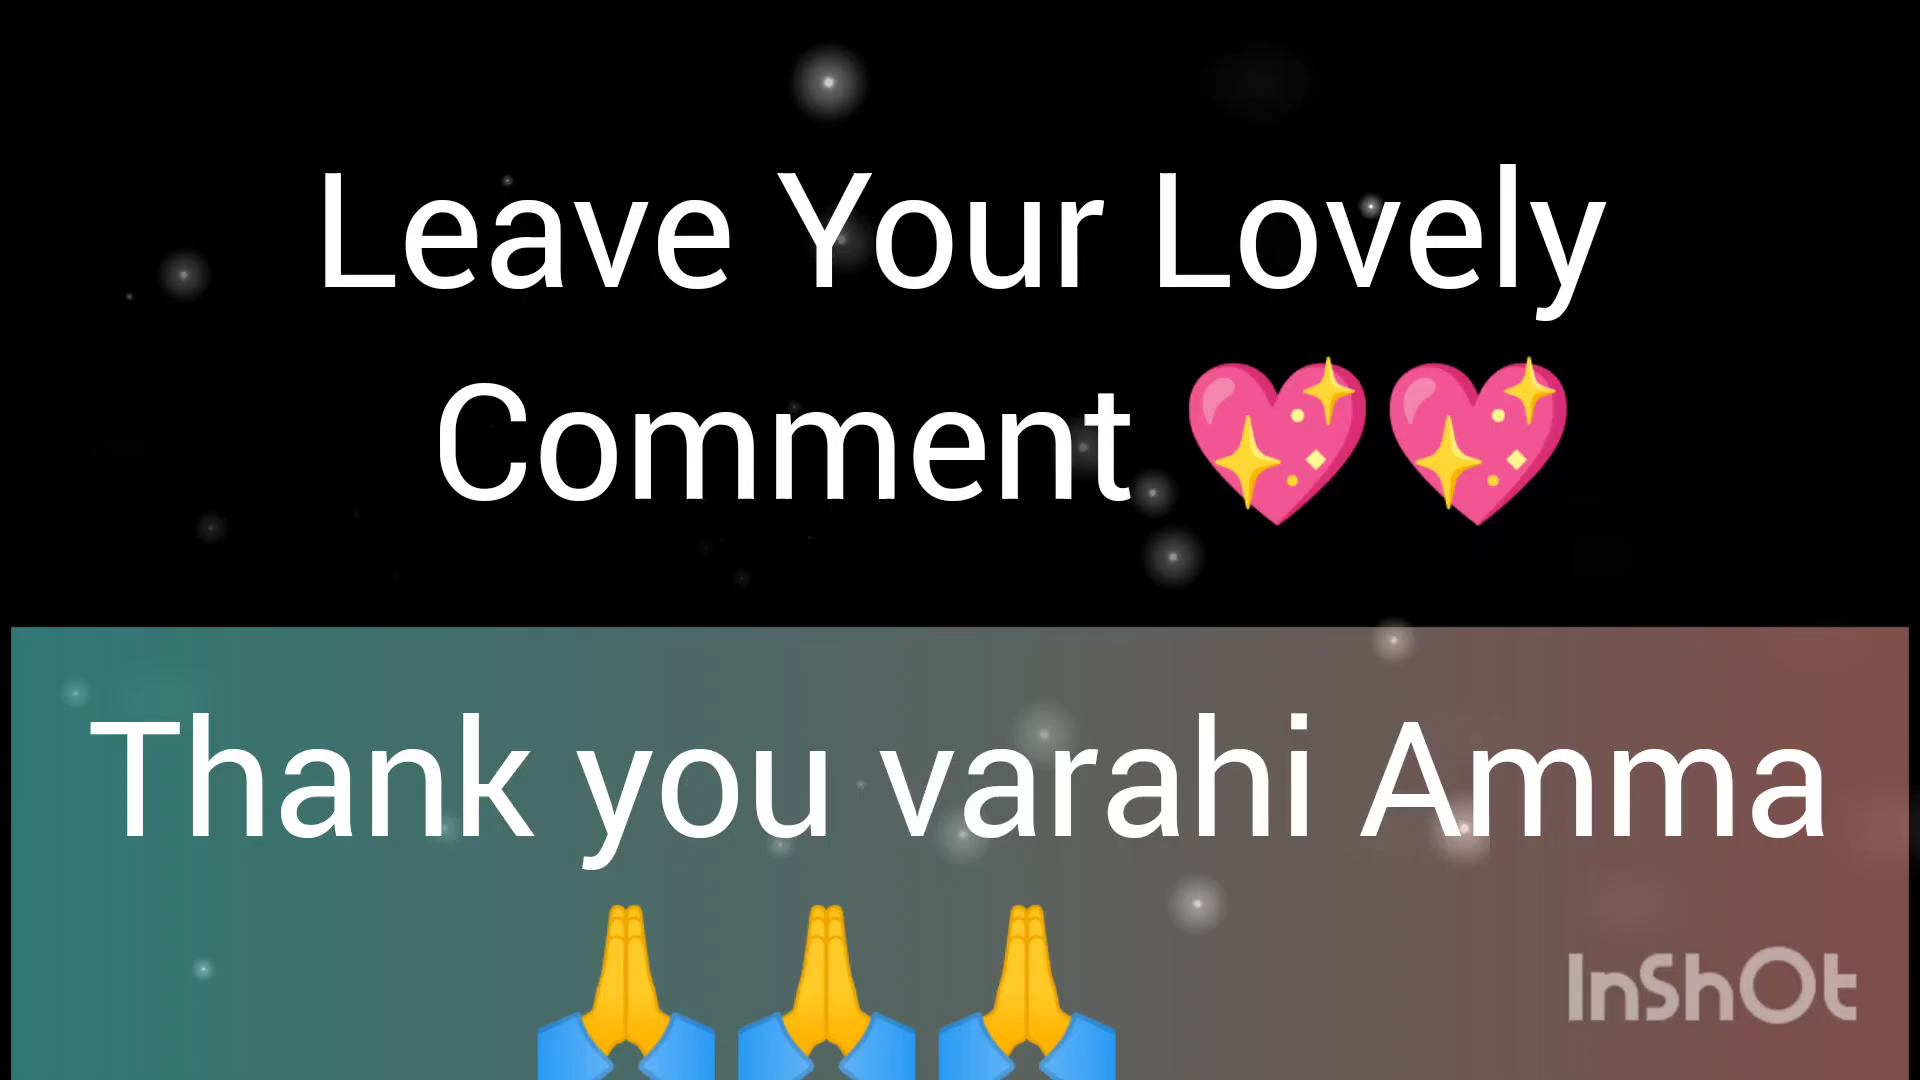 Leave Your Lovely
Comment 💖💖
Thank you varahi Amma
🙏🙏🙏
InShOt